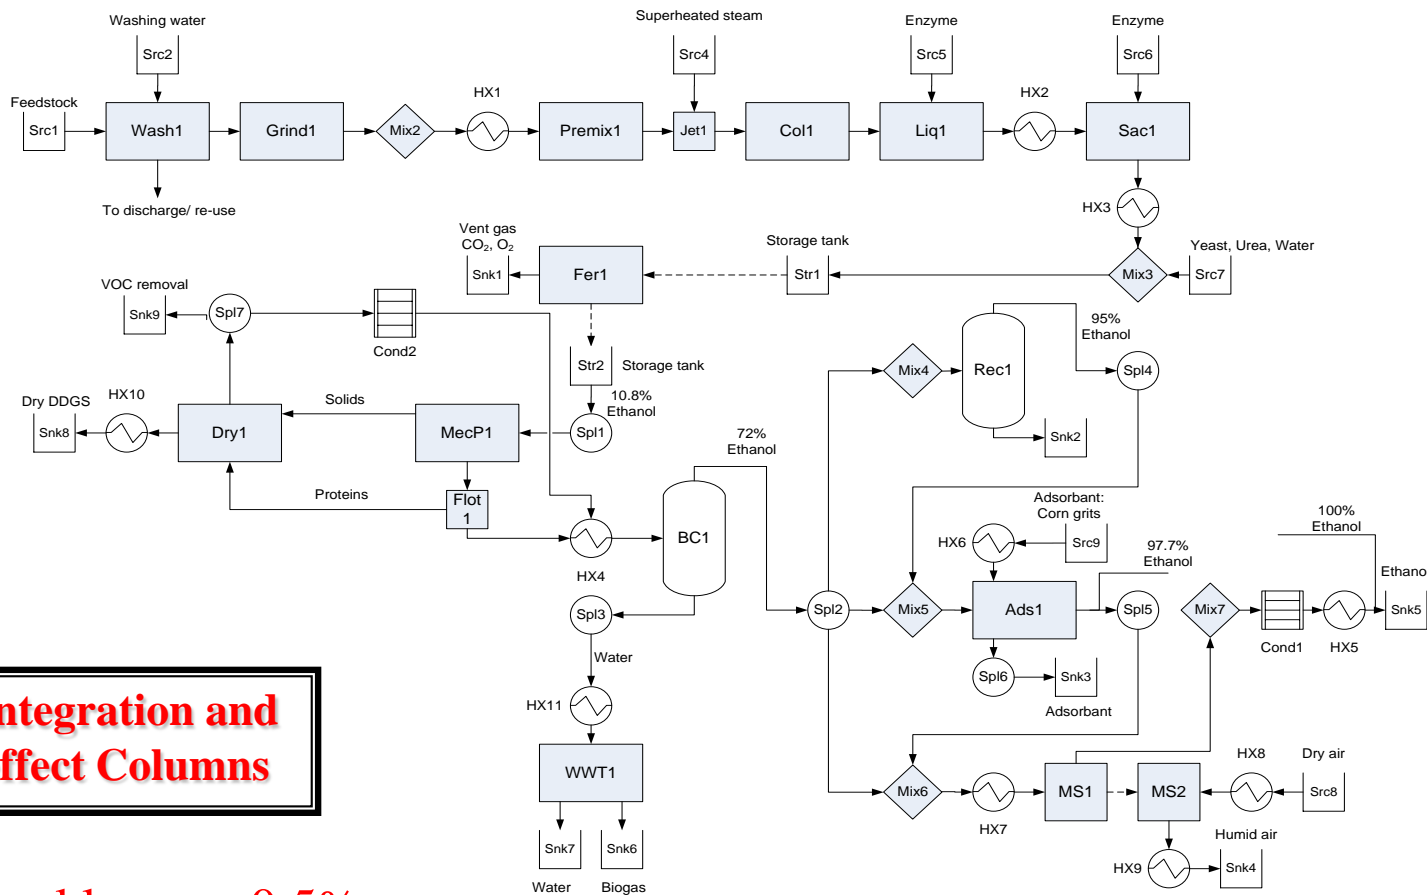 Washing water
Src2
Superheated steam
Src4
Enzyme
Src5
Enzyme
Src6
Feedstock
Src1
Wash1
Grind1
Mix2
HX1
Premix1
Jet1
Col1
Liq1
HX2
Sac1
To discharge/ re-use
HX3
Vent gas
CO₂, O₂
Snk1
Fer1
Storage tank
Str1
Mix3
Yeast, Urea, Water
Src7
VOC removal
Snk9
Spl7
Cond2
Str2
Storage tank
10.8%
Ethanol
Mix4
Rec1
95%
Ethanol
Spl4
Dry DDGS
Snk8
HX10
Dry1
Solids
MecP1
Spl1
Snk2
72%
Ethanol
Proteins
Flot
1
HX4
BC1
Adsorbant:
Corn grits
HX6
Src9
97.7%
Ethanol
100%
Ethanol
Spl3
Spl2
Mix5
Ads1
Spl5
Mix7
Cond1
HX5
Ethano
Snk5
Water
Spl6
Snk3
Adsorbant
HX11
WWT1
Mix6
HX7
MS1
MS2
HX8
Dry air
Src8
Snk7
Snk6
Water
Biogas
HX9
Humid air
Snk4
ntegration and
ffect Columns